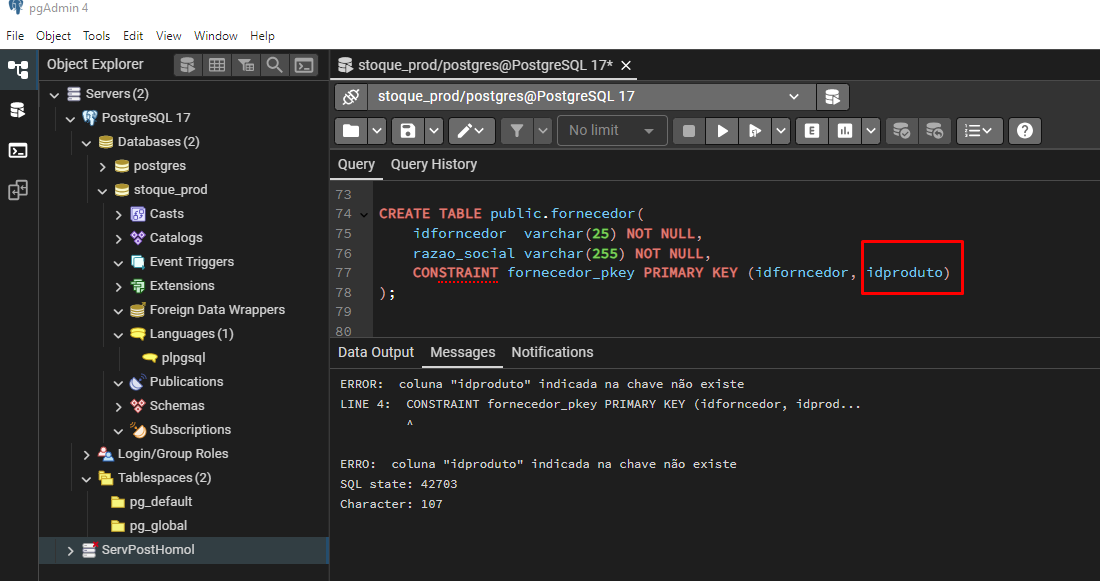 pgAdmin 4
File Object Tools Edit View Window Help
Object Explorer
Servers (2)
PostgreSQL 17
Databases (2)
postgres
stoque_prod
Casts
Catalogs
Event Triggers
Extensions
Foreign Data Wrappers
Languages (1)
plpgsql
Publications
Schemas
Subscriptions
Login/Group Roles
Tablespaces (2)
pg_default
pg_global
ServPostHomol
stoque_prod/postgres@PostgreSQL 17*
stoque_prod/postgres@PostgreSQL 17
No limit
E
Query Query History
73
74 CREATE TABLE public.fornecedor(
75 idforncedor varchar(25) NOT NULL,
76 razao_social varchar(255) NOT NULL,
77 CONSTRAINT fornecedor_pkey PRIMARY KEY (idforncedor, idproduto)
78 );
79
80
Data Output Messages Notifications
ERROR: coluna "idproduto" indicada na chave não existe
LINE 4: CONSTRAINT fornecedor_pkey PRIMARY KEY (idforncedor, idprod...
^
ERRO: coluna "idproduto" indicada na chave não existe
SQL state: 42703
Character: 107